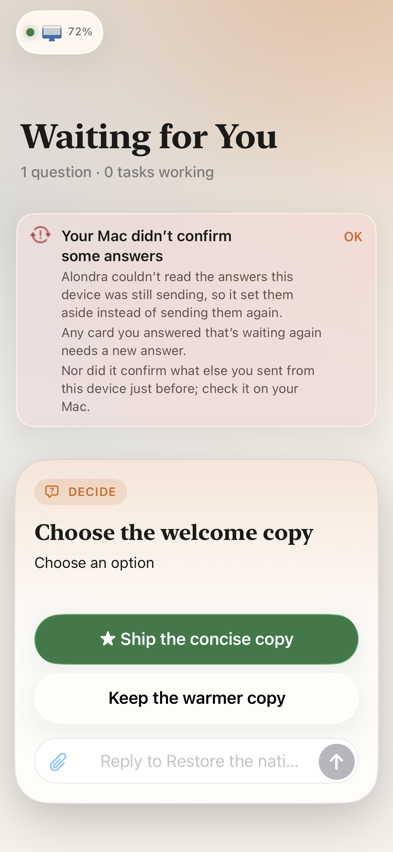 72%
Waiting for You
1 question · 0 tasks working
Your Mac didn’t confirm
some answers
OK
Alondra couldn’t read the answers this
device was still sending, so it set them
aside instead of sending them again.
Any card you answered that’s waiting again
needs a new answer.
Nor did it confirm what else you sent from
this device just before; check it on your
Mac.
DECIDE
Choose the welcome copy
Choose an option
★ Ship the concise copy
Keep the warmer copy
Reply to Restore the nati...